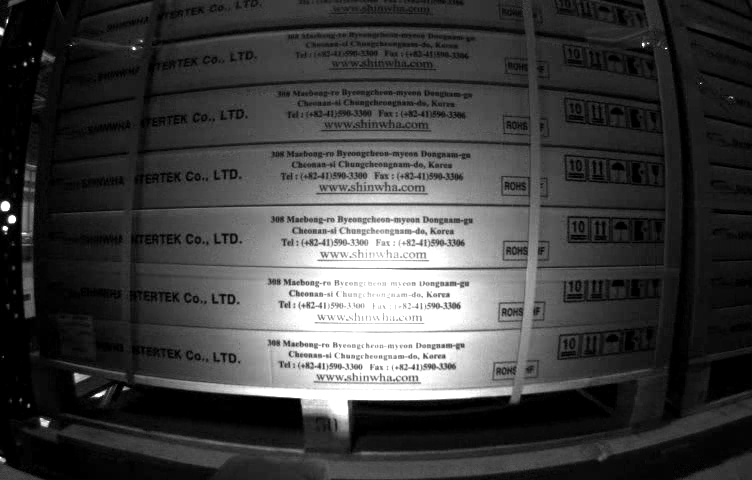 www.shinwha.com
ROHS HF
10
308 Maebong-ro Byeongcheon-myeon Dongnam-gu
Cheonan-si Chungcheongnam-do, Korea
INTERTEK Co., LTD.
Tel : (+82-41)590-3300 Fax : (+82-41)590-3306
www.shinwha.com
ROHS HF
10
308 Maebong-ro Byeongcheon-myeon Dongnam-gu
Cheonan-si Chungcheongnam-do, Korea
SHINWHA INTERTEK Co., LTD.
Tel : (+82-41)590-3300 Fax : (+82-41)590-3306
www.shinwha.com
ROHS HF
10
308 Maebong-ro Byeongcheon-myeon Dongnam-gu
Cheonan-si Chungcheongnam-do, Korea
SHINWHA INTERTEK Co., LTD.
Tel : (+82-41)590-3300 Fax : (+82-41)590-3306
www.shinwha.com
ROHS HF
10
308 Maebong-ro Byeongcheon-myeon Dongnam-gu
Cheonan-si Chungcheongnam-do, Korea
SHINWHA INTERTEK Co., LTD.
Tel : (+82-41)590-3300 Fax : (+82-41)590-3306
www.shinwha.com
ROHS HF
10
308 Maebong-ro Byeongcheon-myeon Dongnam-gu
Cheonan-si Chungcheongnam-do, Korea
INTERTEK Co., LTD.
Tel : (+82-41)590-3300 Fax : (+82-41)590-3306
www.shinwha.com
ROHS HF
10
308 Maebong-ro Byeongcheon-myeon Dongnam-gu
Cheonan-si Chungcheongnam-do, Korea
INTERTEK Co., LTD.
Tel : (+82-41)590-3300 Fax : (+82-41)590-3306
www.shinwha.com
ROHS HF
10